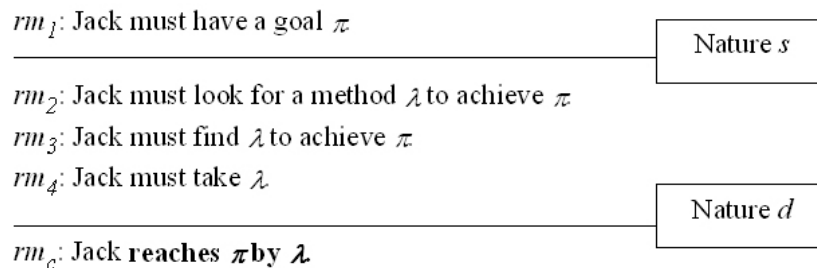 rm₁: Jack must have a goal π.
Nature s
rm₂: Jack must look for a method λ to achieve π.
rm₃: Jack must find λ to achieve π.
rm₄: Jack must take λ.
Nature d
rm꜀: Jack reaches π by λ.